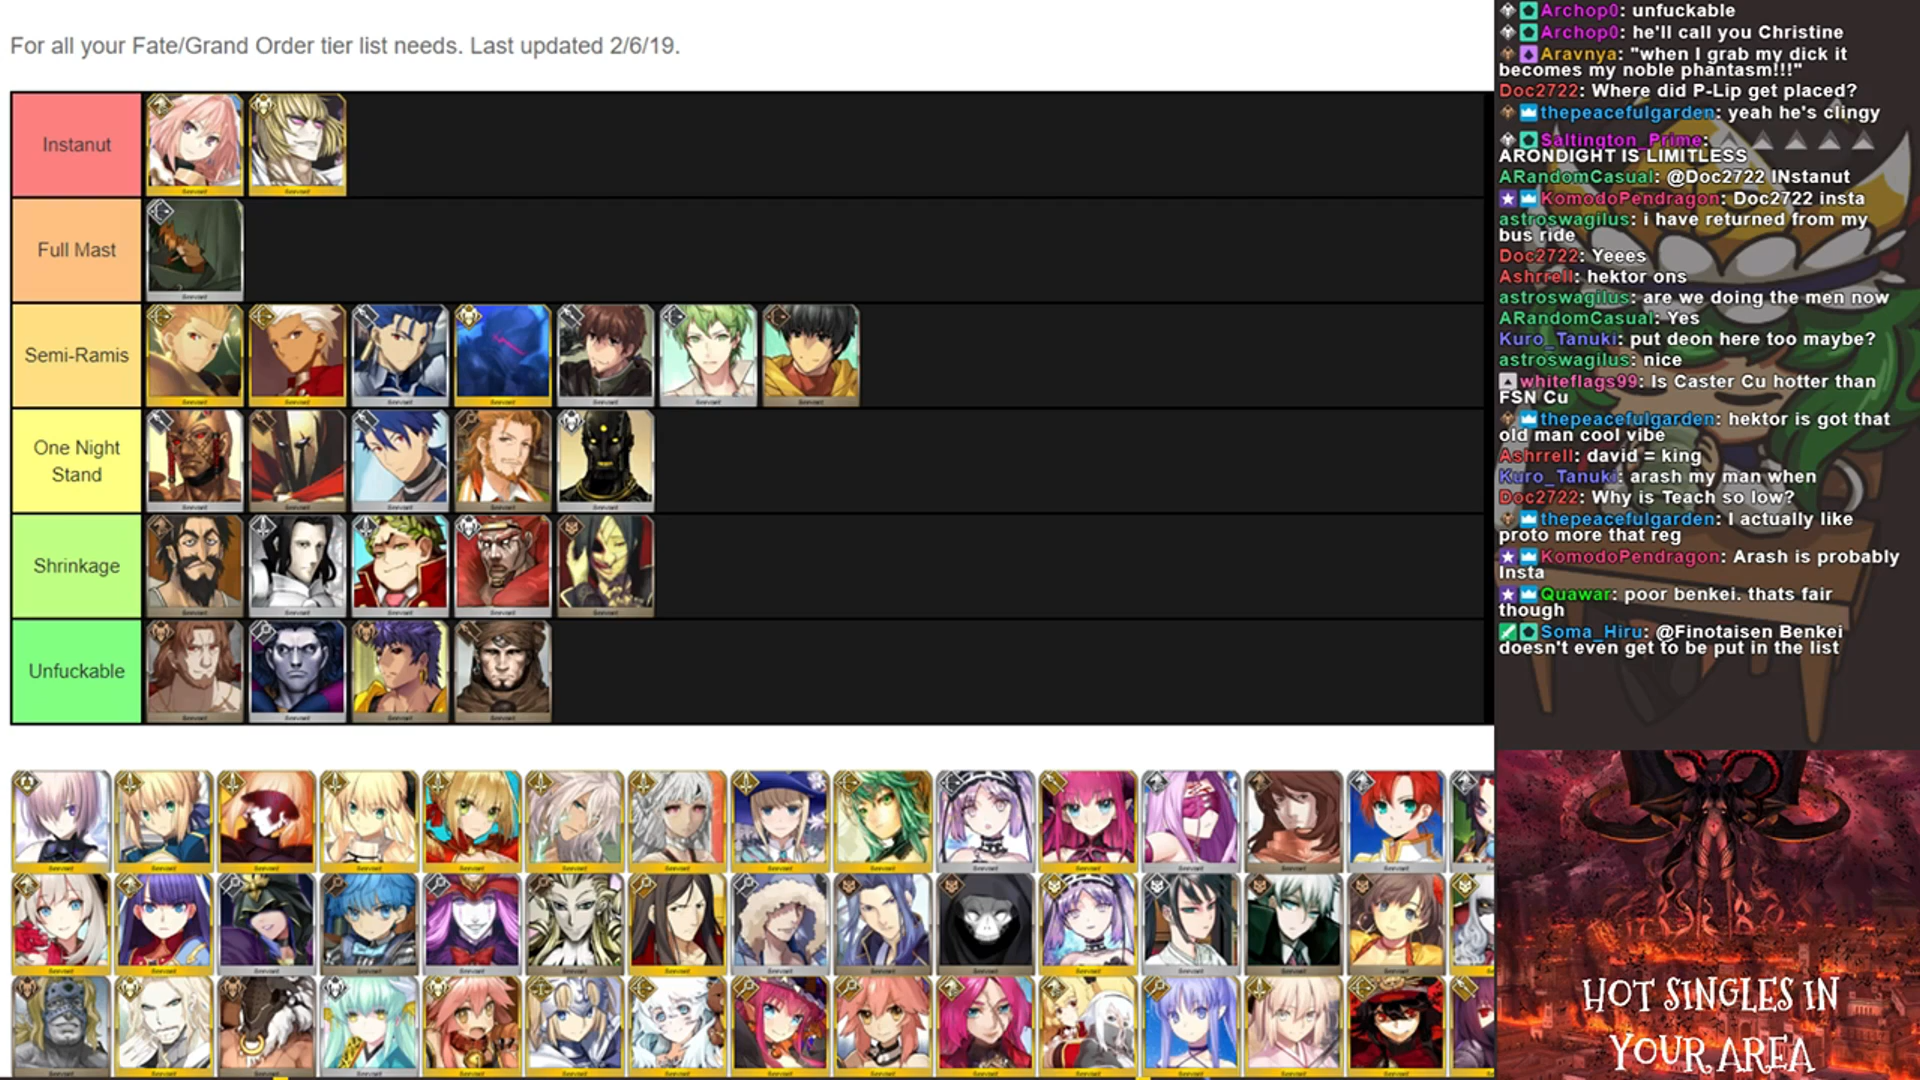 For all your Fate/Grand Order tier list needs. Last updated 2/6/19.
Instanut
Full Mast
Semi-Ramis
One Night
Stand
Shrinkage
Unfuckable
Archop0: unfuckable
Archop0: he'll call you Christine
Aravnya: "when I grab my dick it
becomes my noble phantasm!!!"
Doc2722: Where did P-Lip get placed?
thepeacefulgarden: yeah he's clingy
Saltington_Prime:
ARONDIGHT IS LIMITLESS
ARandomCasual: @Doc2722 INstanut
KomodoPendragon: Doc2722 insta
astroswagilus: i have returned from my
bus ride
Doc2722: Yeees
Ashrrell: hektor ons
astroswagilus: are we doing the men now
ARandomCasual: Yes
Kuro_Tanuki: put deon here too maybe?
astroswagilus: nice
whiteflags99: Is Caster Cu hotter than
FSN Cu
thepeacefulgarden: hektor is got that
old man cool vibe
Ashrrell: david = king
Kuro_Tanuki: arash my man when
Doc2722: Why is Teach so low?
thepeacefulgarden: I actually like
proto more that reg
KomodoPendragon: Arash is probably
Insta
Quawar: poor benkei. thats fair
though
Soma_Hiru: @Finotaisen Benkei
doesn't even get to be put in the list
HOT SINGLES IN
YOUR AREA